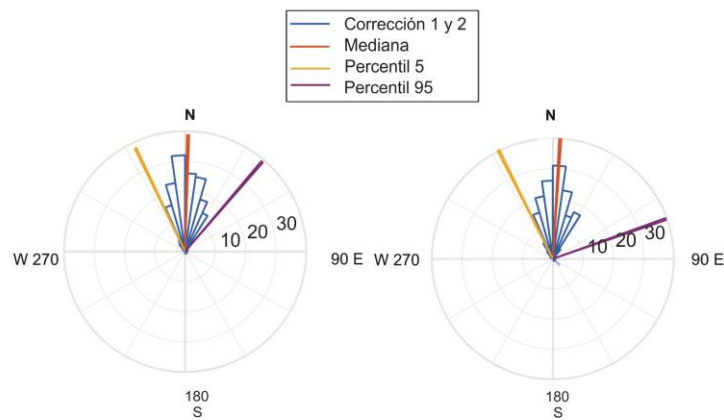 Corrección 1 y 2
Mediana
Percentil 5
Percentil 95
N
10 20 30
W 270
90 E
180
S
N
10 20 30
W 270
90 E
180
S